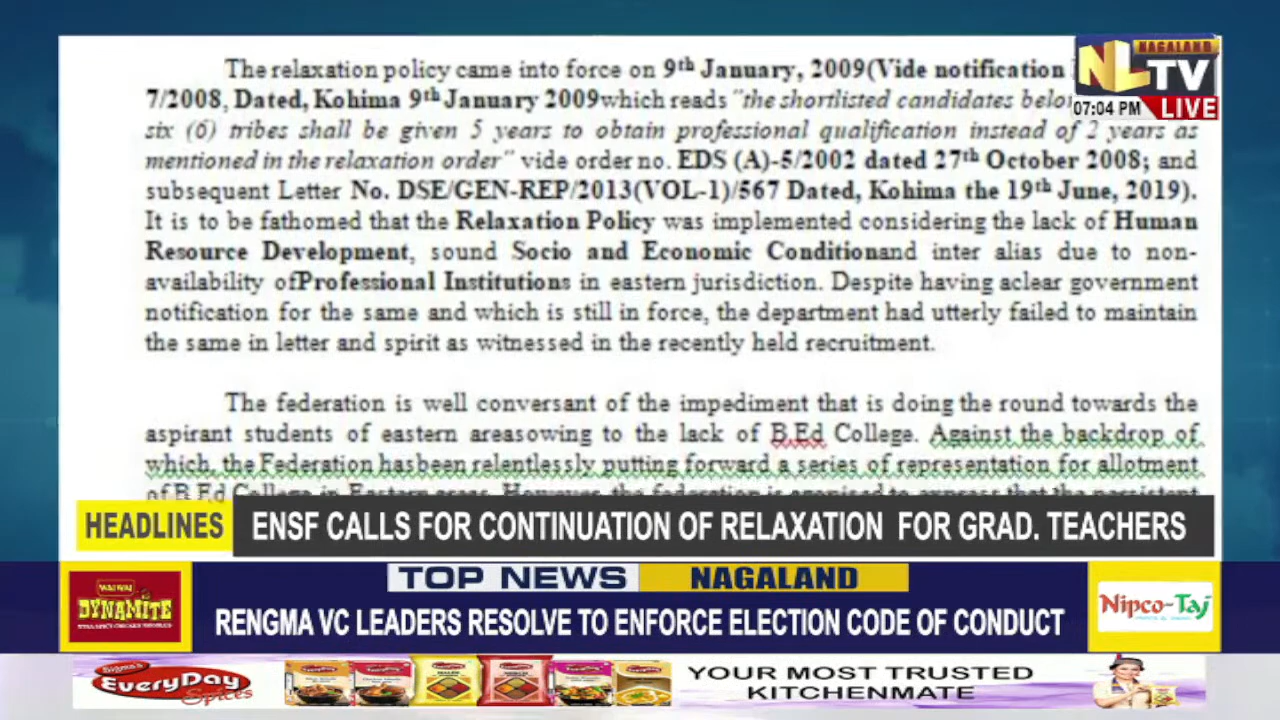 The relaxation policy came into force on 9th January, 2009(Vide notification
7/2008, Dated, Kohima 9th January 2009which reads "the shortlisted candidates
six (6) tribes shall be given 5 years to obtain professional qualification instead of 2 years as
mentioned in the relaxation order" vide order no. EDS (A)-5/2002 dated 27th October 2008; and
subsequent Letter No. DSE/GEN-REP/2013(VOL-1)/567 Dated, Kohima the 19th June, 2019).
It is to be fathomed that the Relaxation Policy was implemented considering the lack of Human
Resource Development, sound Socio and Economic Conditionand inter alias due to non-
availability ofProfessional Institutions in eastern jurisdiction. Despite having aclear government
notification for the same and which is still in force, the department had utterly failed to maintain
the same in letter and spirit as witnessed in the recently held recruitment.
The federation is well conversant of the impediment that is doing the round towards the
aspirant students of eastern areasowing to the lack of B.Ed College. Against the backdrop of
which, the Federation hasbeen relentlessly putting forward a series of representation for allotment
NAGALAND
NLTV
07:04 PM LIVE
HEADLINES ENSF CALLS FOR CONTINUATION OF RELAXATION FOR GRAD. TEACHERS
TOP NEWS NAGALAND
RENGMA VC LEADERS RESOLVE TO ENFORCE ELECTION CODE OF CONDUCT
WAI WAI
DYNAMITE
Nipco-Taj
EveryDay
Spices
YOUR MOST TRUSTED
KITCHENMATE